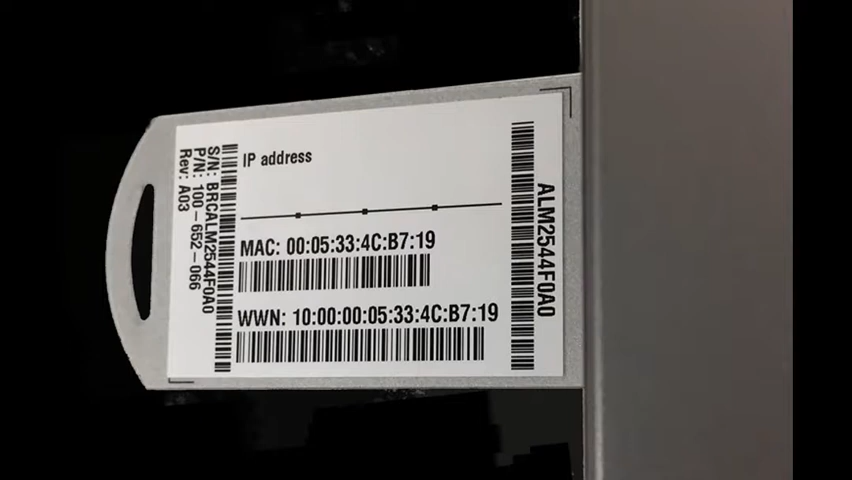 S/N: BRCALM2544F0A0
P/N: 100-652-066
Rev: A03
IP address
MAC: 00:05:33:4C:B7:19
WWN: 10:00:00:05:33:4C:B7:19
ALM2544F0A0